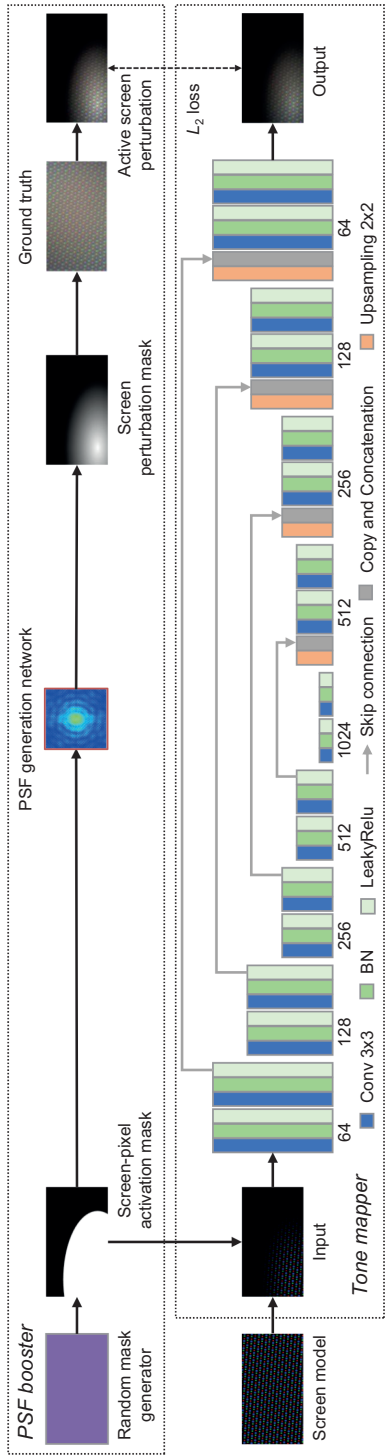 PSF booster
Random mask
generator
Screen-pixel
activation mask
PSF generation network
Screen
perturbation mask
Ground truth
Active screen
perturbation
L2 loss
Screen model
Input
Output
64
128
256
512
1024
512
256
128
64
Tone mapper
Conv 3x3
BN
LeakyRelu
Skip connection
Copy and Concatenation
Upsampling 2x2